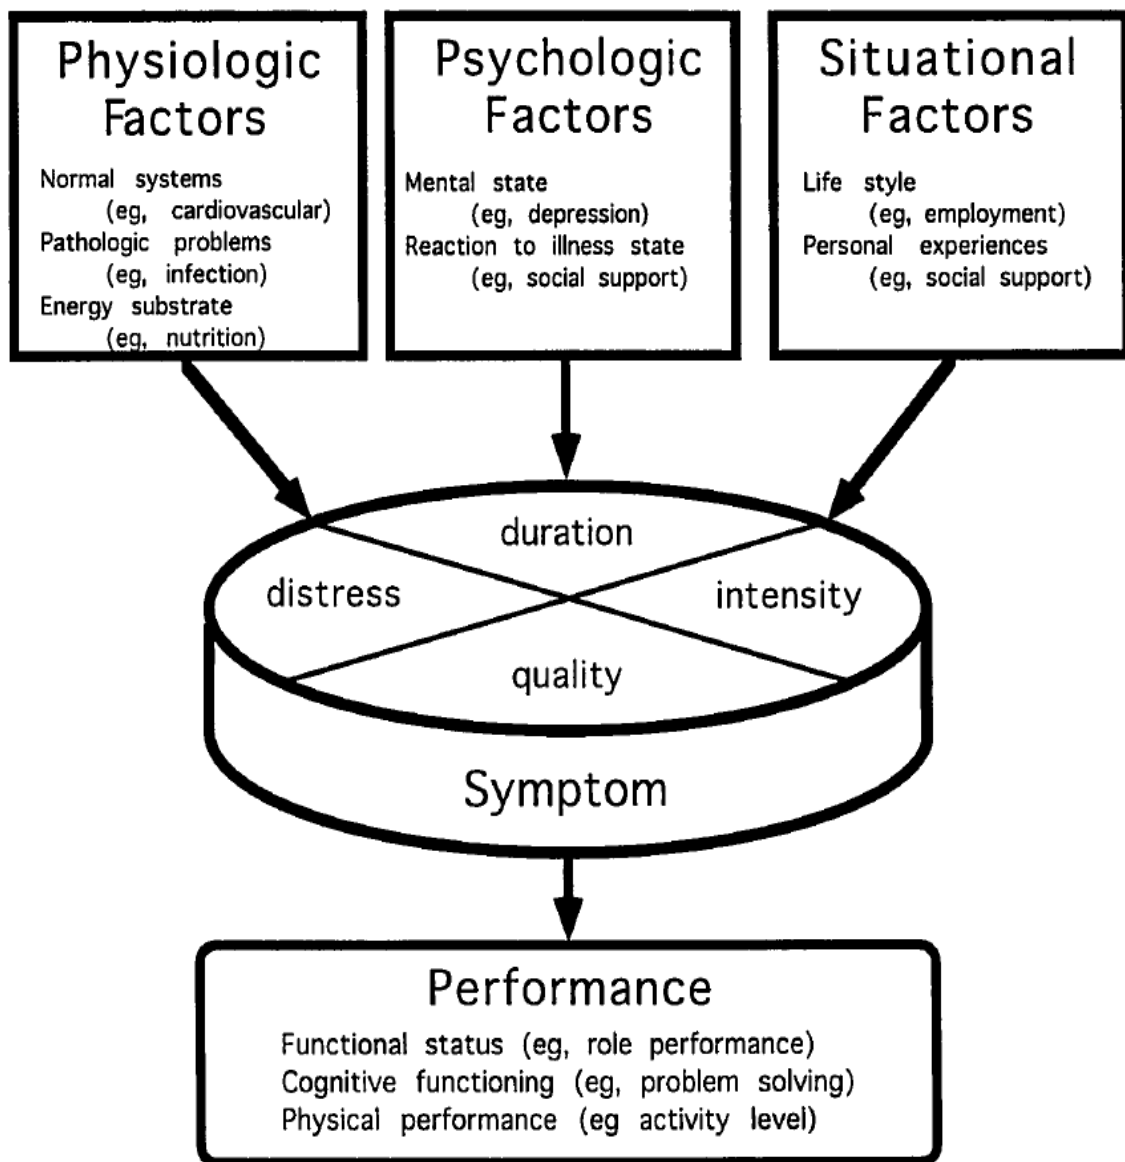 Physiologic
Factors
Normal systems
(eg, cardiovascular)
Pathologic problems
(eg, infection)
Energy substrate
(eg, nutrition)
Psychologic
Factors
Mental state
(eg, depression)
Reaction to illness state
(eg, social support)
Situational
Factors
Life style
(eg, employment)
Personal experiences
(eg, social support)
duration
distress
intensity
quality
Symptom
Performance
Functional status (eg, role performance)
Cognitive functioning (eg, problem solving)
Physical performance (eg activity level)